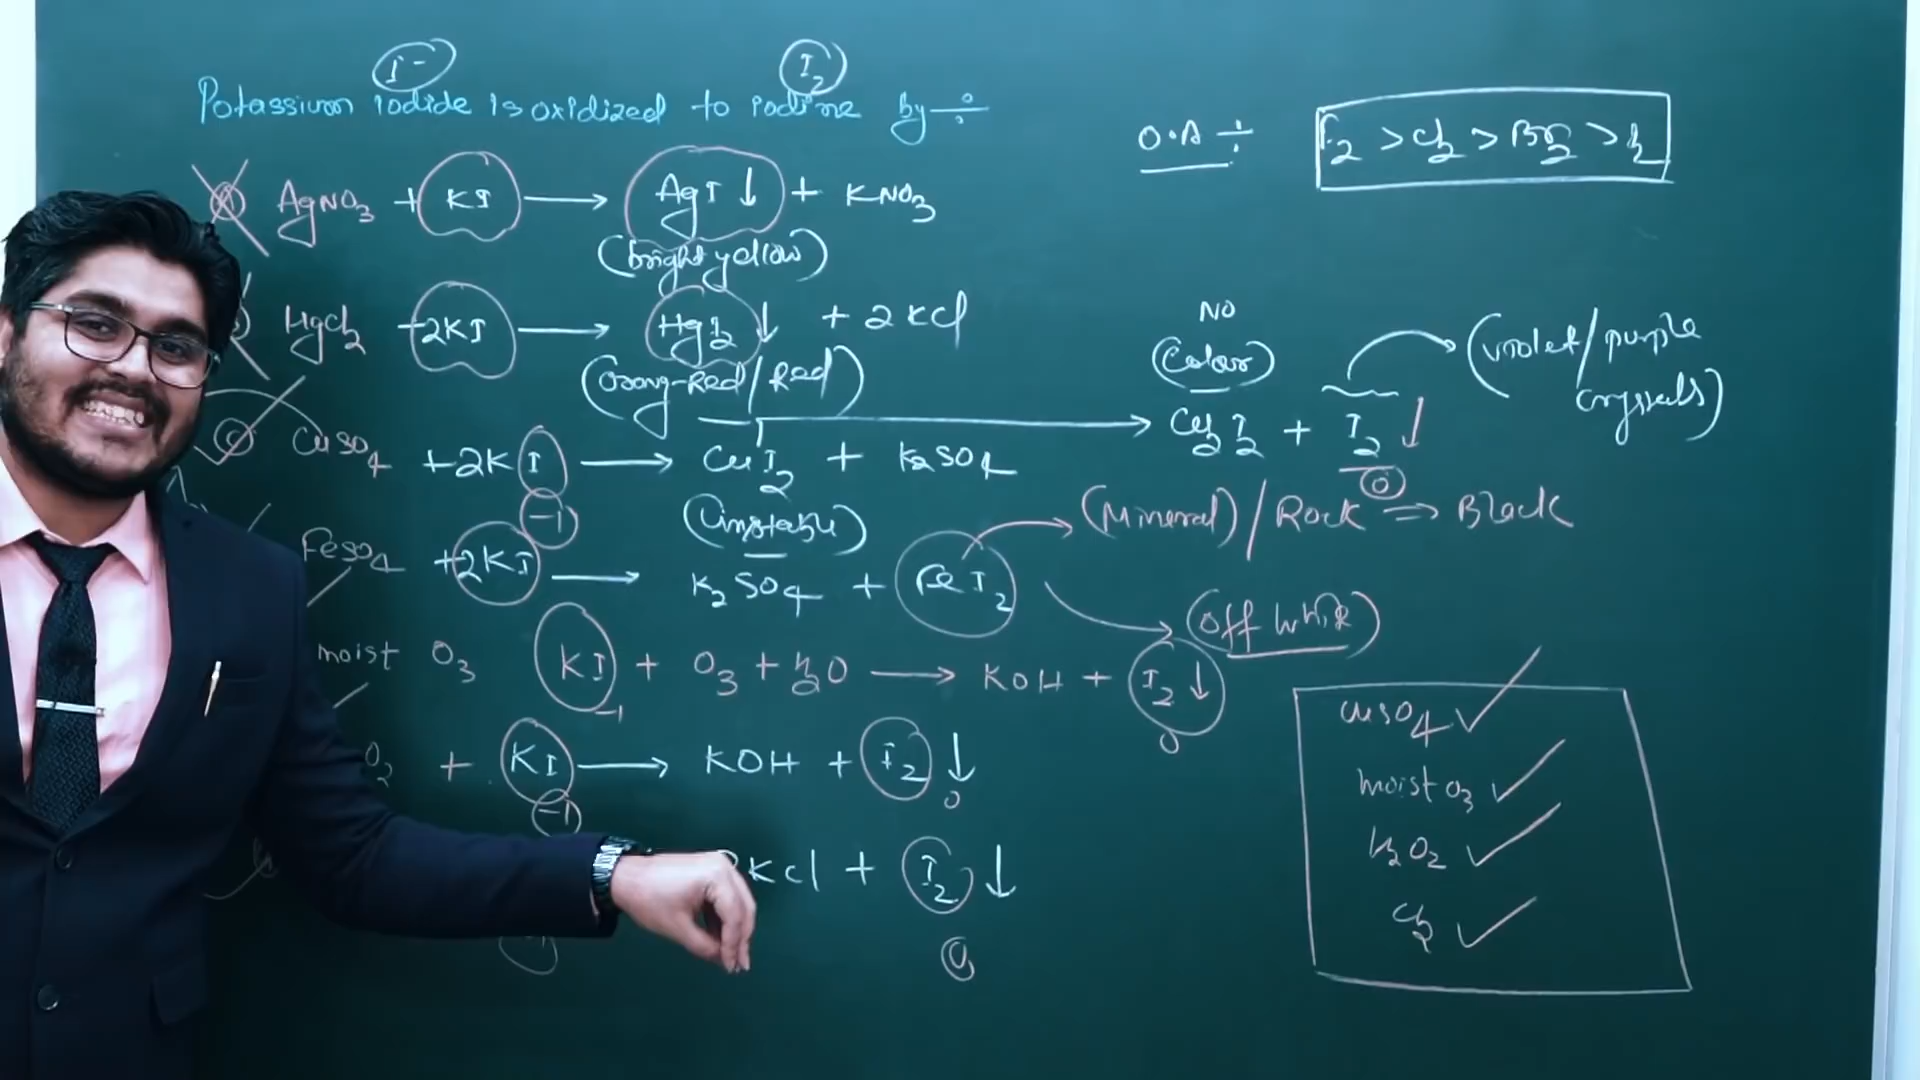 I⁻ I₂
Potassium iodide is oxidized to iodine by ÷
O.A ÷ F₂ > Cl₂ > Br₂ > I₂
AgNO₃ + KI ⟶ AgI ↓ + KNO₃
(bright yellow)
HgCl₂ + 2KI ⟶ HgI₂ ↓ + 2KCl
(Orang-Red/Red)
NO
(Color)
(violet/purple
crystals)
Cu₂I₂ + I₂ ↓
0
(C) CuSO₄ + 2KI ⟶ CuI₂ + K₂SO₄
-1
(Unstable)
(Mineral)/Rock ⇒ Black
FeSO₄ + 2KI ⟶ K₂SO₄ + FeI₂
(Off white)
moist O₃ KI + O₃ + H₂O ⟶ KOH + I₂ ↓
-1 0
O₂ + KI ⟶ KOH + I₂ ↓
-1 0
KCl + I₂ ↓
-1 0
CuSO₄ ✓
moist O₃ ✓
H₂O₂ ✓
Cl₂ ✓